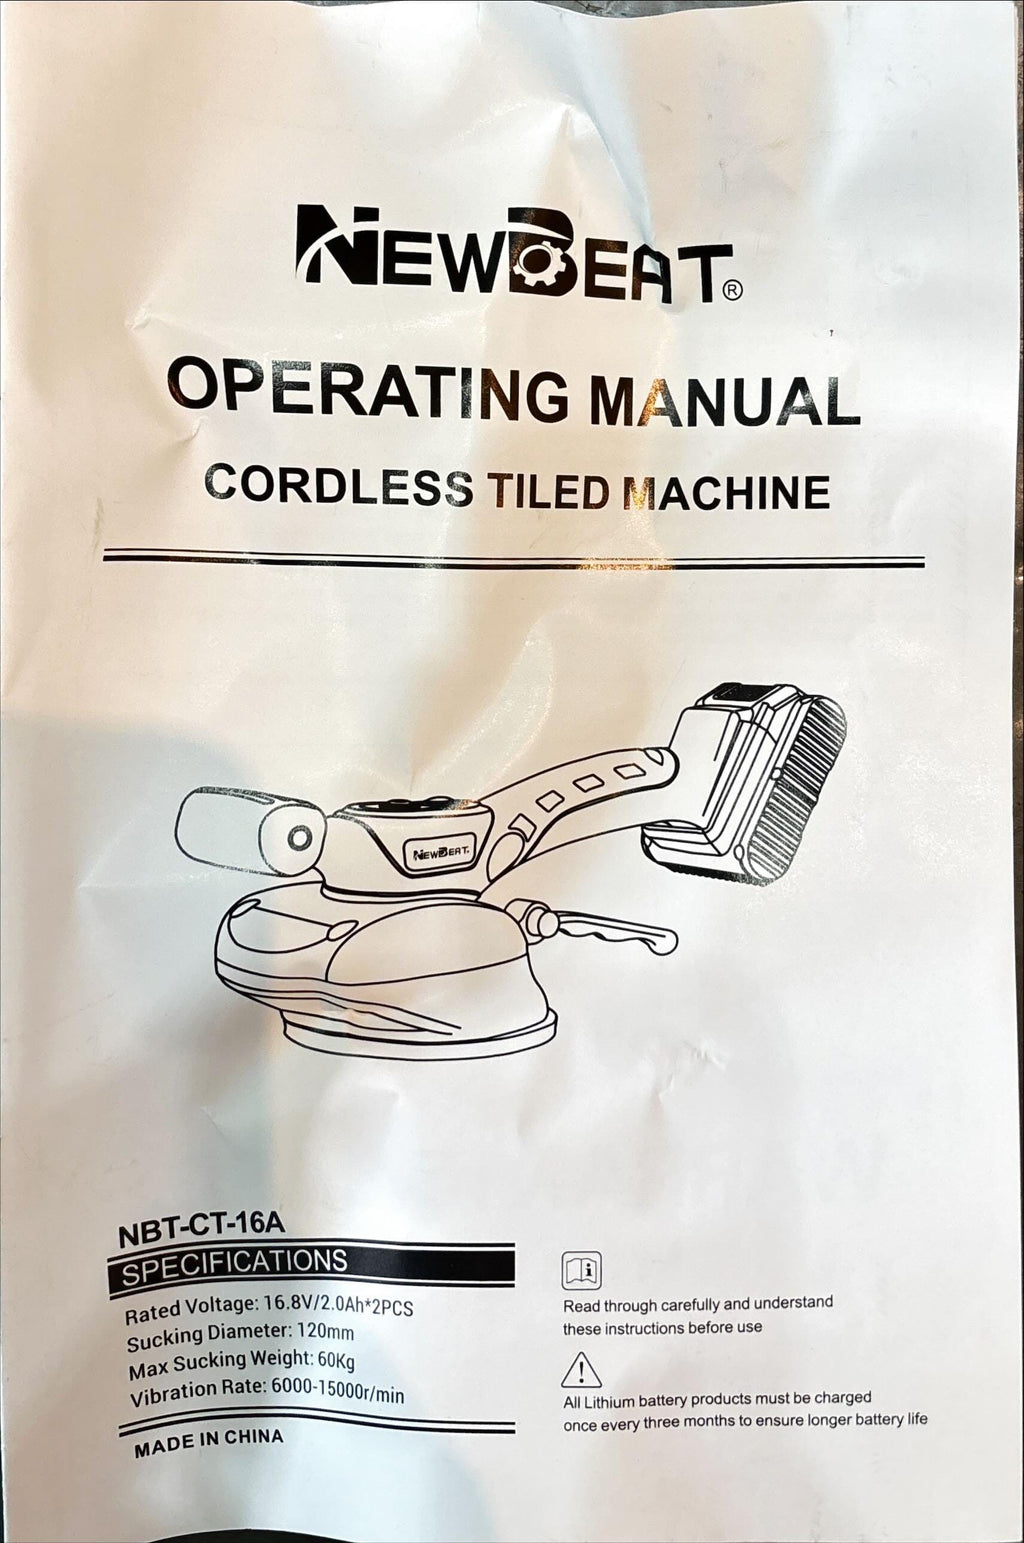 NEWBEAT®
OPERATING MANUAL
CORDLESS TILED MACHINE
NEWBEAT.
NBT-CT-16A
SPECIFICATIONS
Rated Voltage: 16.8V/2.0Ah*2PCS
Sucking Diameter: 120mm
Max Sucking Weight: 60Kg
Vibration Rate: 6000-15000r/min
MADE IN CHINA
Read through carefully and understand
these instructions before use
All Lithium battery products must be charged
once every three months to ensure longer battery life